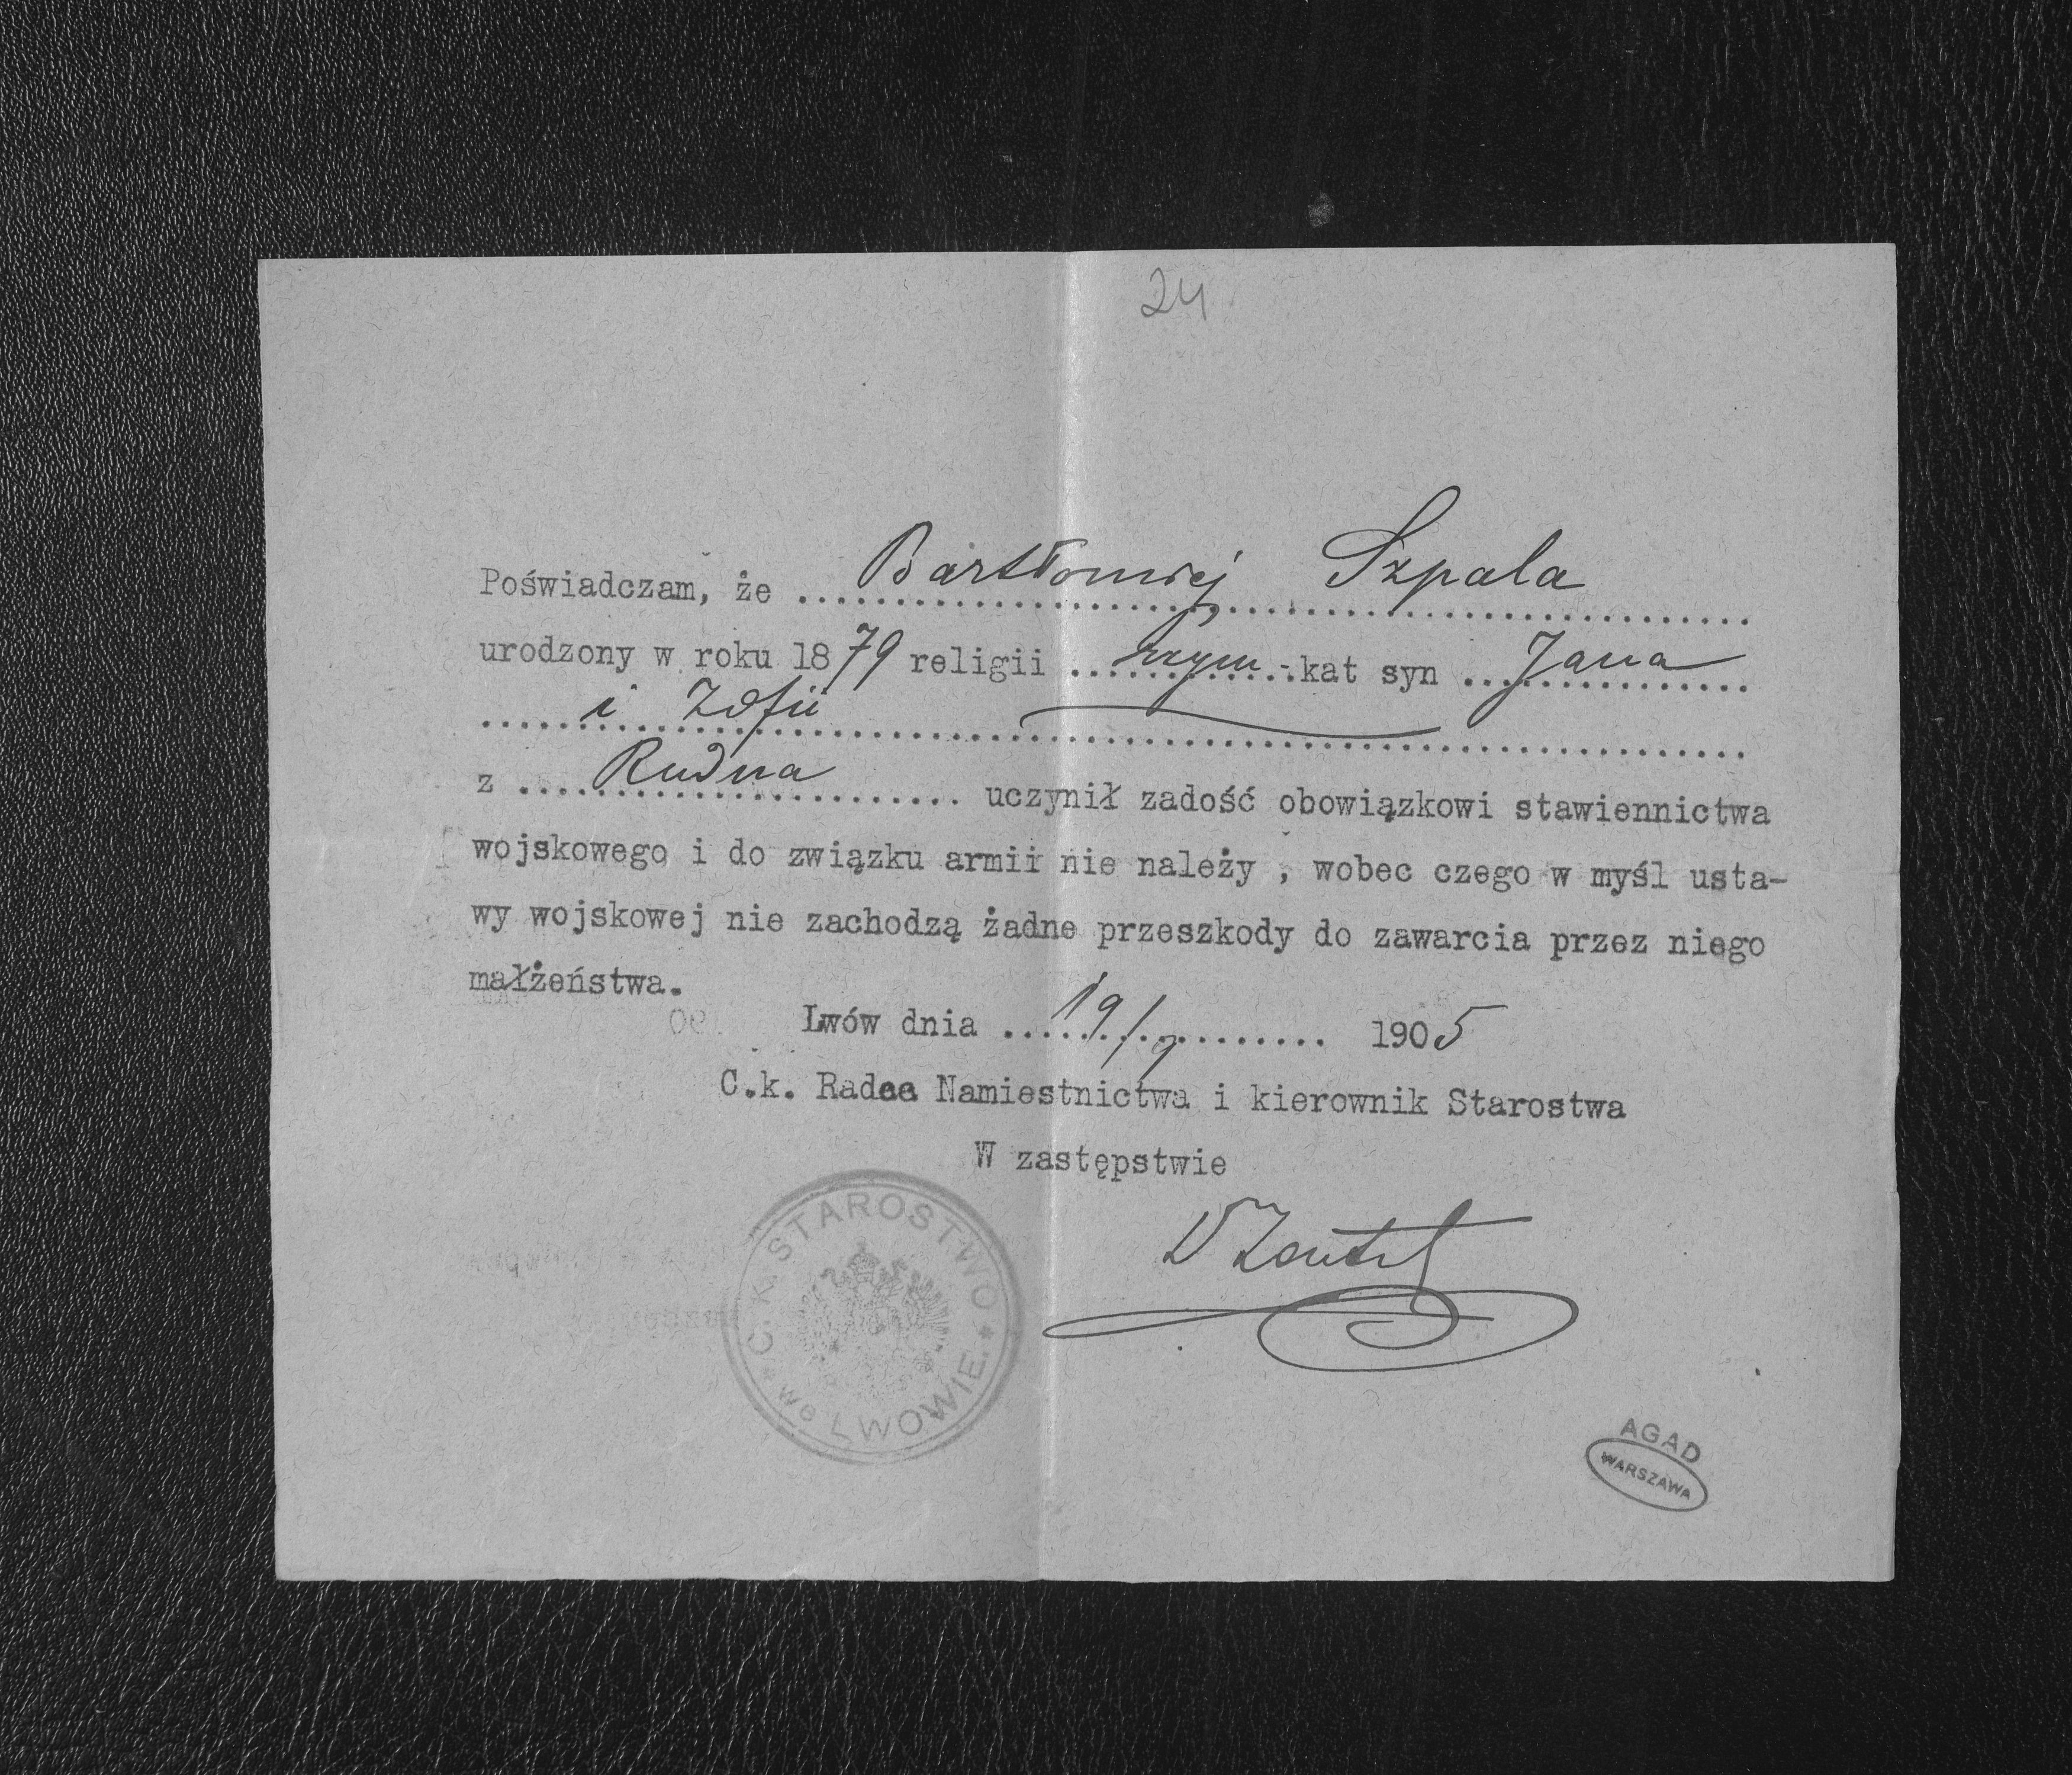 24
Poświadczam, że Bartłomiej Szpala
urodzony w roku 1879 religii rzym.-kat syn Jana
i Zofii
z Rudna uczynił zadość obowiązkowi stawiennictwa
wojskowego i do związku armii nie należy , wobec czego w myśl usta-
wy wojskowej nie zachodzą żadne przeszkody do zawarcia przez niego
małżeństwa.
Lwów dnia 19/9 1905
C.k. Radca Namiestnictwa i kierownik Starostwa
W zastępstwie
C.K. STAROSTWO
we LWOWIE.
AGAD
WARSZAWA